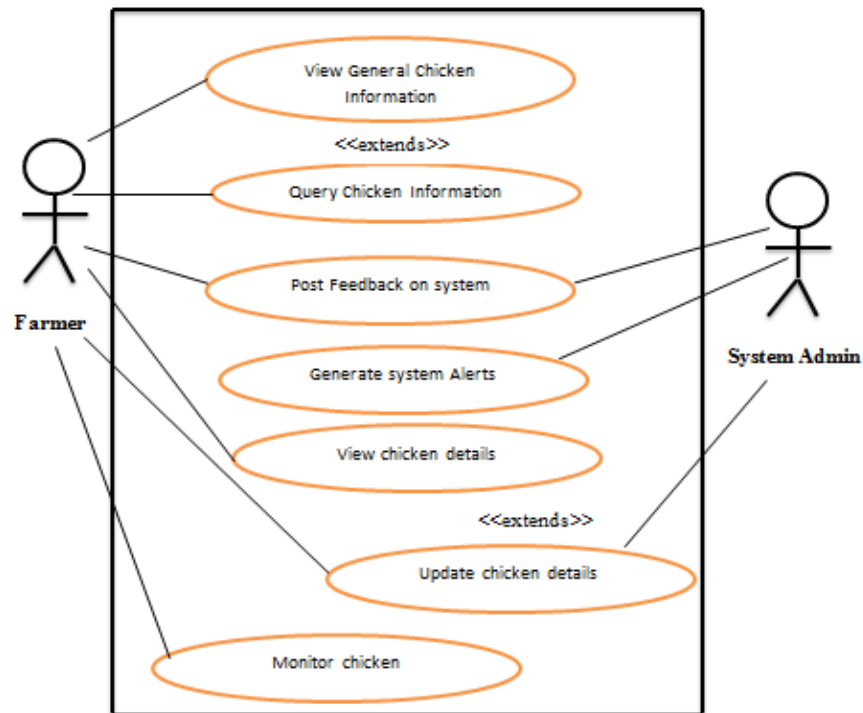 View General Chicken
Information
<<extends>>
Query Chicken Information
Post Feedback on system
Farmer
System Admin
Generate system Alerts
View chicken details
<<extends>>
Update chicken details
Monitor chicken